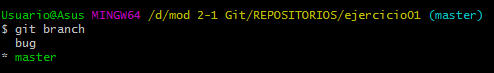 Usuario@Asus MINGW64 /d/mod 2-1 Git/REPOSITORIOS/ejercicio01 (master)
$ git branch
  bug
* master